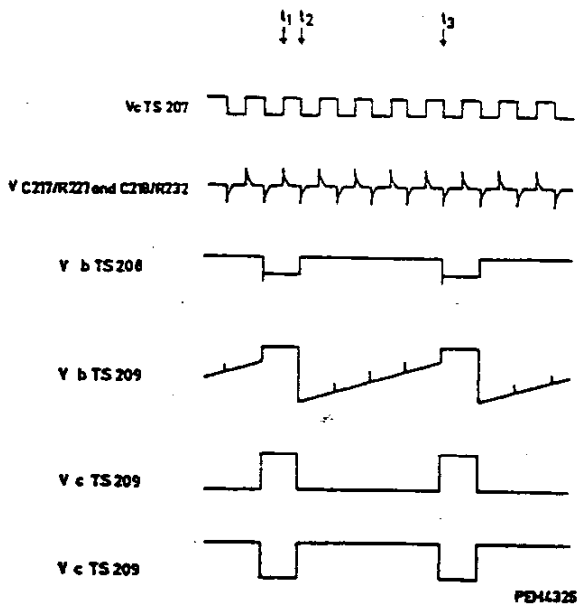 t1 t2 t3
Vc TS 207
V C217/R227 and C218/R232
V b TS 208
V b TS 209
V c TS 209
V c TS 209
PEM4325